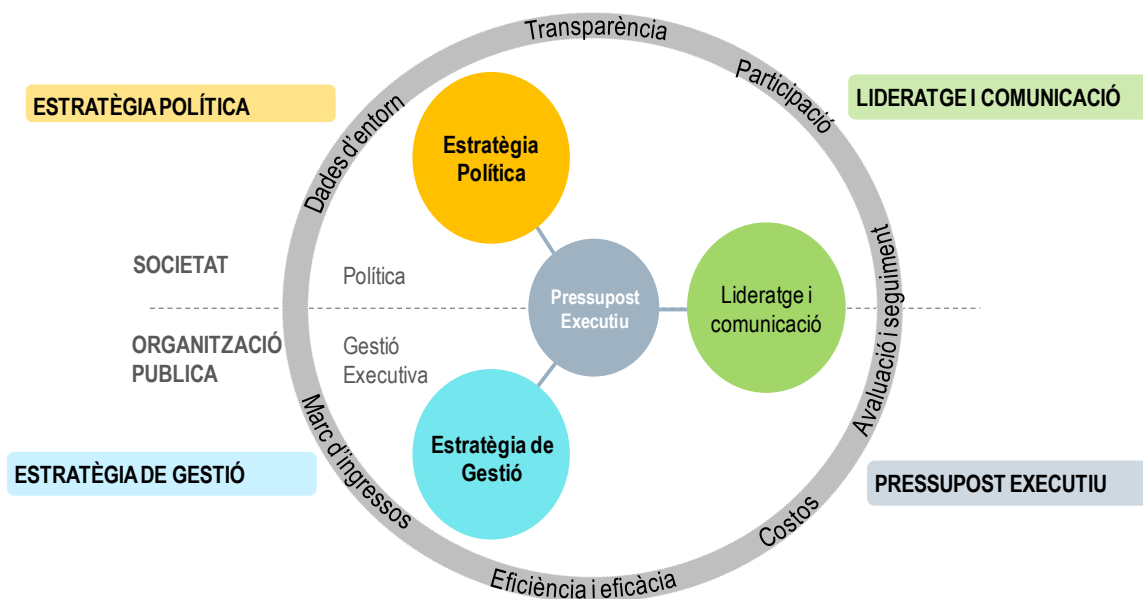 Transparència
Participació
ESTRATÈGIA POLÍTICA
LIDERATGE I COMUNICACIÓ
Dades d'entorn
Estratègia
Política
SOCIETAT
Política
Pressupost
Executiu
Lideratge i
comunicació
Avaluació i seguiment
ORGANITZACIÓ
PUBLICA
Gestió
Executiva
Marc d'ingressos
Estratègia de
Gestió
ESTRATÈGIA DE GESTIÓ
PRESSUPOST EXECUTIU
Costos
Eficiència i eficàcia